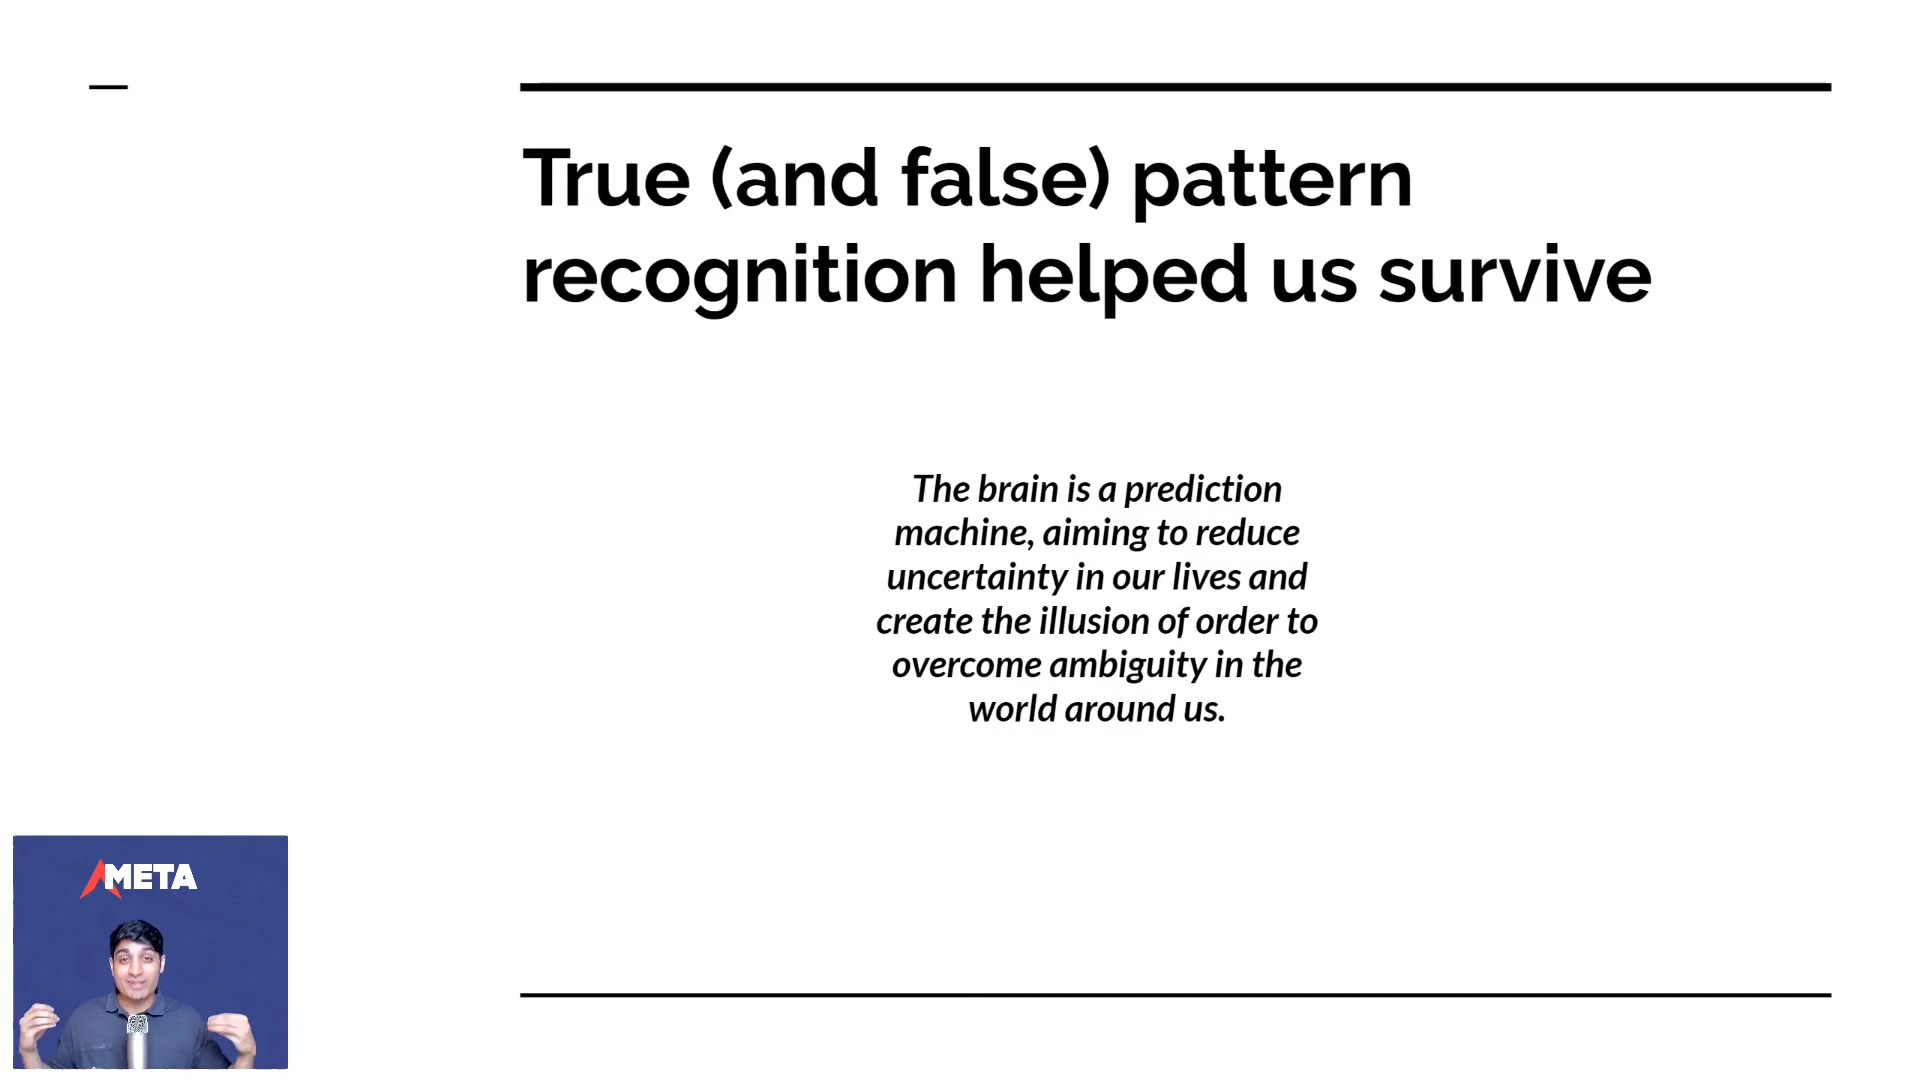 True (and false) pattern
recognition helped us survive
The brain is a prediction
machine, aiming to reduce
uncertainty in our lives and
create the illusion of order to
overcome ambiguity in the
world around us.
META